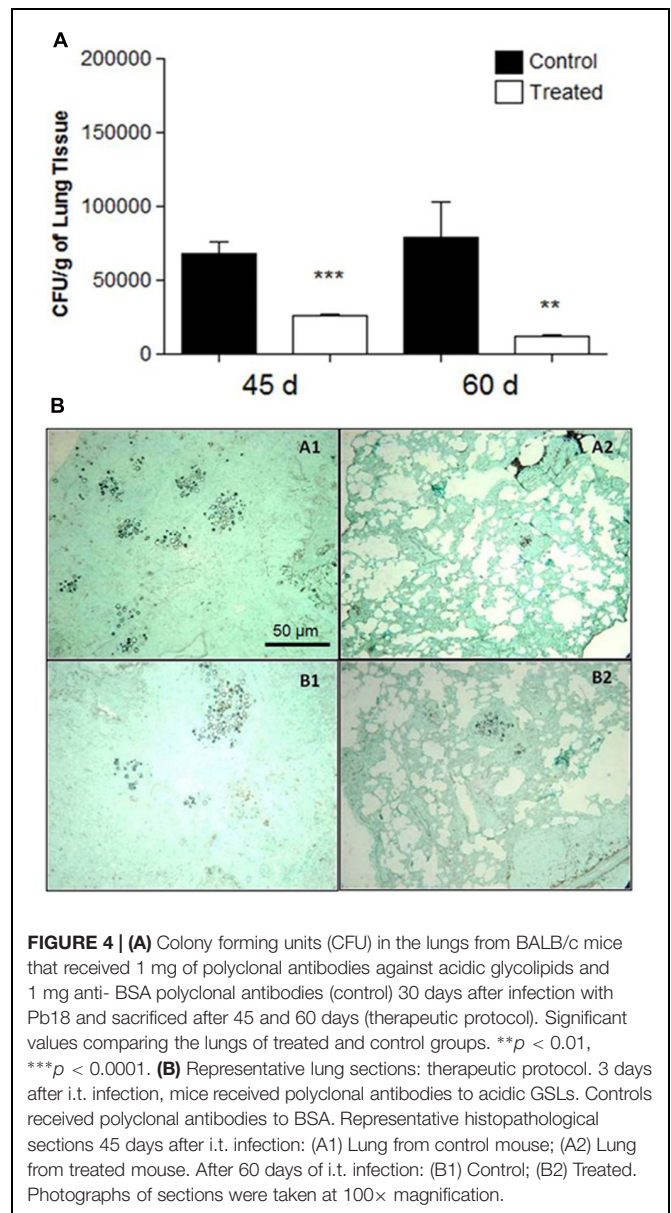 A
200000
150000
100000
50000
0
CFU/g of Lung Tissue
Control
Treated
***
**
45 d
60 d
B
A1
A2
50 µm
B1
B2
FIGURE 4 | (A) Colony forming units (CFU) in the lungs from BALB/c mice
that received 1 mg of polyclonal antibodies against acidic glycolipids and
1 mg anti- BSA polyclonal antibodies (control) 30 days after infection with
Pb18 and sacrificed after 45 and 60 days (therapeutic protocol). Significant
values comparing the lungs of treated and control groups. **p < 0.01,
***p < 0.0001. (B) Representative lung sections: therapeutic protocol. 3 days
after i.t. infection, mice received polyclonal antibodies to acidic GSLs. Controls
received polyclonal antibodies to BSA. Representative histopathological
sections 45 days after i.t. infection: (A1) Lung from control mouse; (A2) Lung
from treated mouse. After 60 days of i.t. infection: (B1) Control; (B2) Treated.
Photographs of sections were taken at 100× magnification.